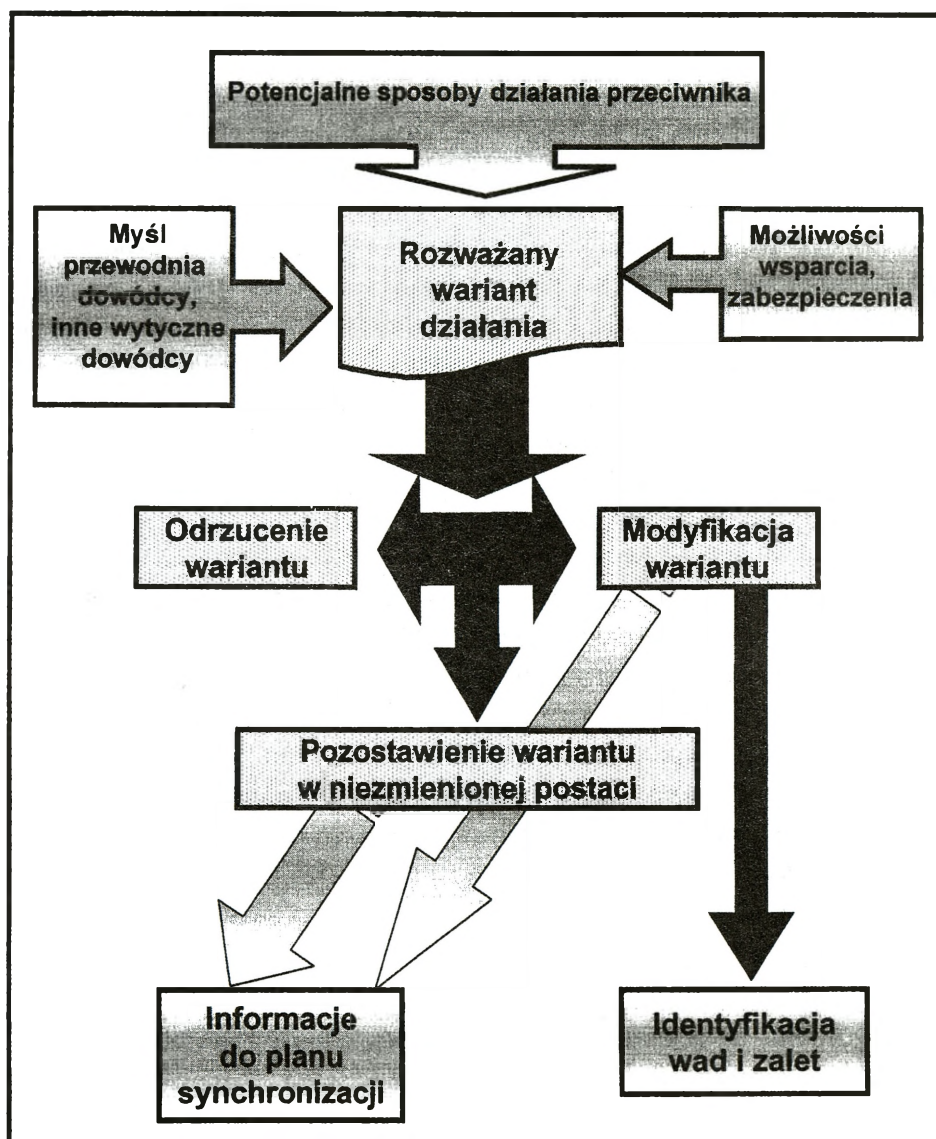 Potencjalne sposoby działania przeciwnika
Myśl
przewodnia
dowódcy,
inne wytyczne
dowódcy
Rozważany
wariant
działania
Możliwości
wsparcia,
zabezpieczenia
Odrzucenie
wariantu
Modyfikacja
wariantu
Pozostawienie wariantu
w niezmienionej postaci
Informacje
do planu
synchronizacji
Identyfikacja
wad i zalet